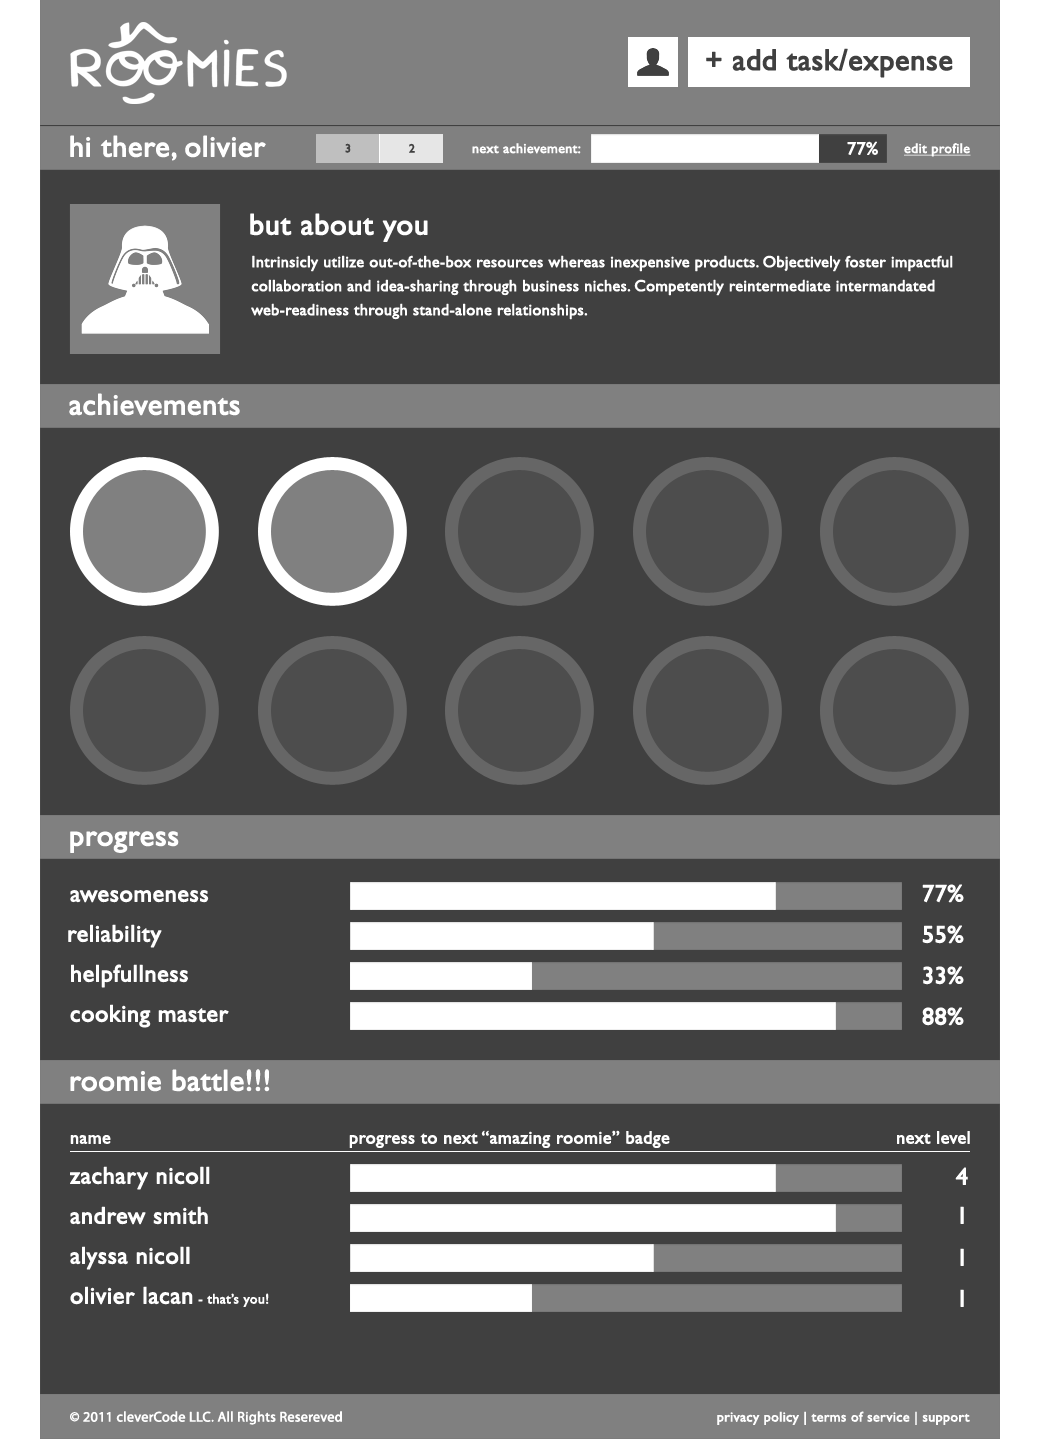 ROOMIES
+ add task/expense
hi there, olivier
3
2
next achievement:
77%
edit profile
but about you
Intrinsicly utilize out-of-the-box resources whereas inexpensive products. Objectively foster impactful
collaboration and idea-sharing through business niches. Competently reintermediate intermandated
web-readiness through stand-alone relationships.
achievements
progress
awesomeness 77%
reliability 55%
helpfullness 33%
cooking master 88%
roomie battle!!!
name progress to next “amazing roomie” badge next level
zachary nicoll 4
andrew smith 1
alyssa nicoll 1
olivier lacan - that’s you! 1
© 2011 cleverCode LLC. All Rights Resereved
privacy policy | terms of service | support